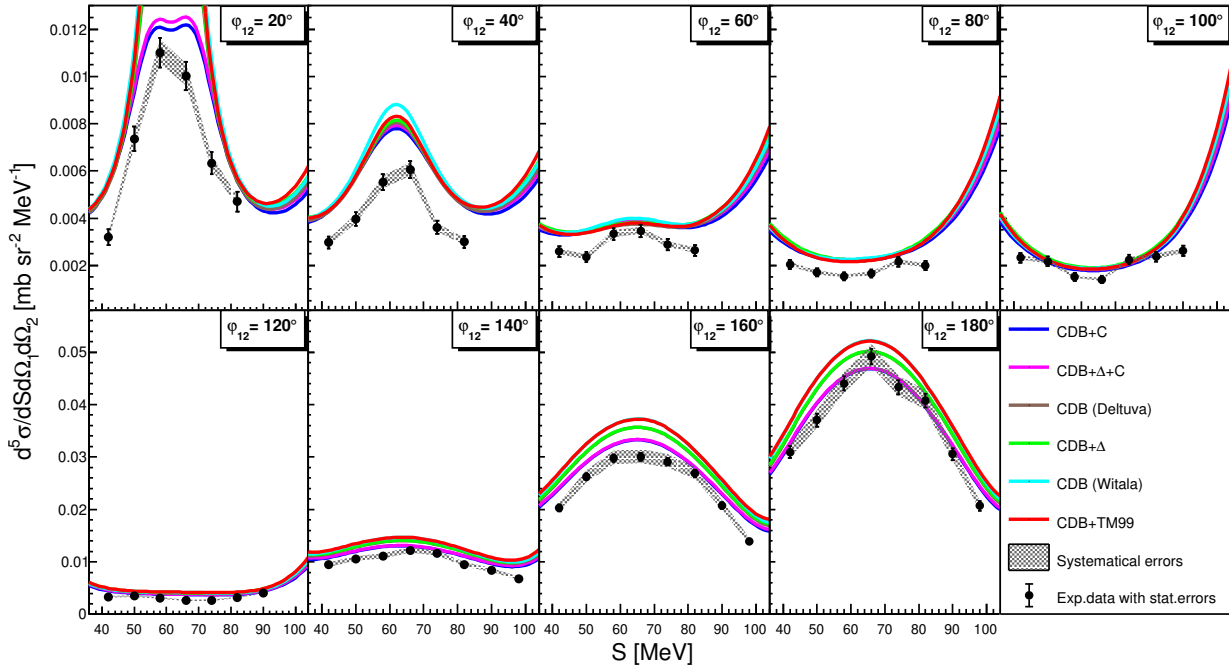 φ12= 20° φ12= 40° φ12= 60° φ12= 80° φ12= 100°
0.012
0.01
0.008
0.006
0.004
0.002
d⁵σ/dSdΩ₁dΩ₂ [mb sr⁻² MeV⁻¹]
φ12= 120° φ12= 140° φ12= 160° φ12= 180°
0.05
0.04
0.03
0.02
0.01
0
CDB+C
CDB+Δ+C
CDB (Deltuva)
CDB+Δ
CDB (Witala)
CDB+TM99
Systematical errors
Exp.data with stat.errors
40 50 60 70 80 90 100 40 50 60 70 80 90 100 40 50 60 70 80 90 100 40 50 60 70 80 90 100
S [MeV]